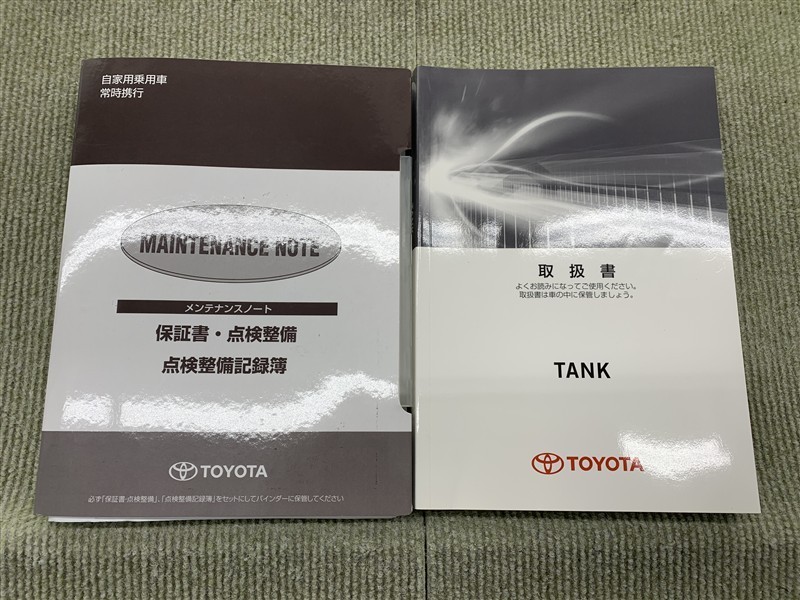 自家用乗用車
常時携行
MAINTENANCE NOTE
メンテナンスノート
保証書・点検整備
点検整備記録簿
TOYOTA
必ず「保証書・点検整備」、「点検整備記録簿」をセットにしてバインダーに保管してください
取扱書
よくお読みになってご使用ください。
取扱書は車の中に保管しましょう。
TANK
TOYOTA